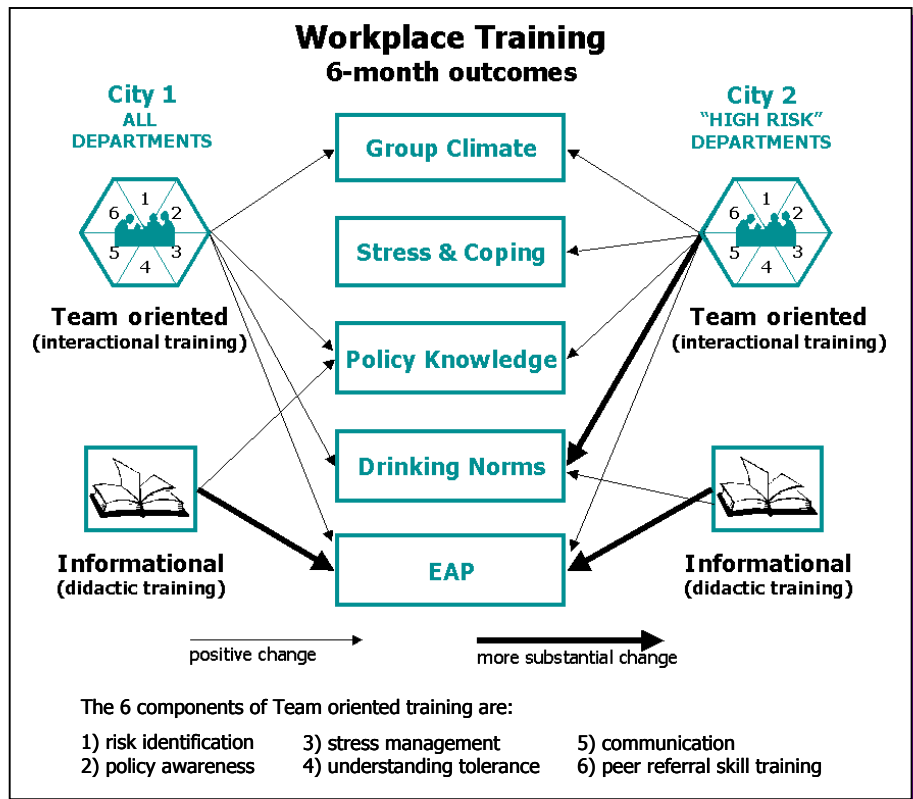 Workplace Training
6-month outcomes
City 1
ALL
DEPARTMENTS
City 2
“HIGH RISK”
DEPARTMENTS
Group Climate
1
2
3
4
5
6
1
2
3
4
5
6
Stress & Coping
Team oriented
(interactional training)
Team oriented
(interactional training)
Policy Knowledge
Drinking Norms
Informational
(didactic training)
EAP
Informational
(didactic training)
positive change
more substantial change
The 6 components of Team oriented training are:
1) risk identification
2) policy awareness
3) stress management
4) understanding tolerance
5) communication
6) peer referral skill training